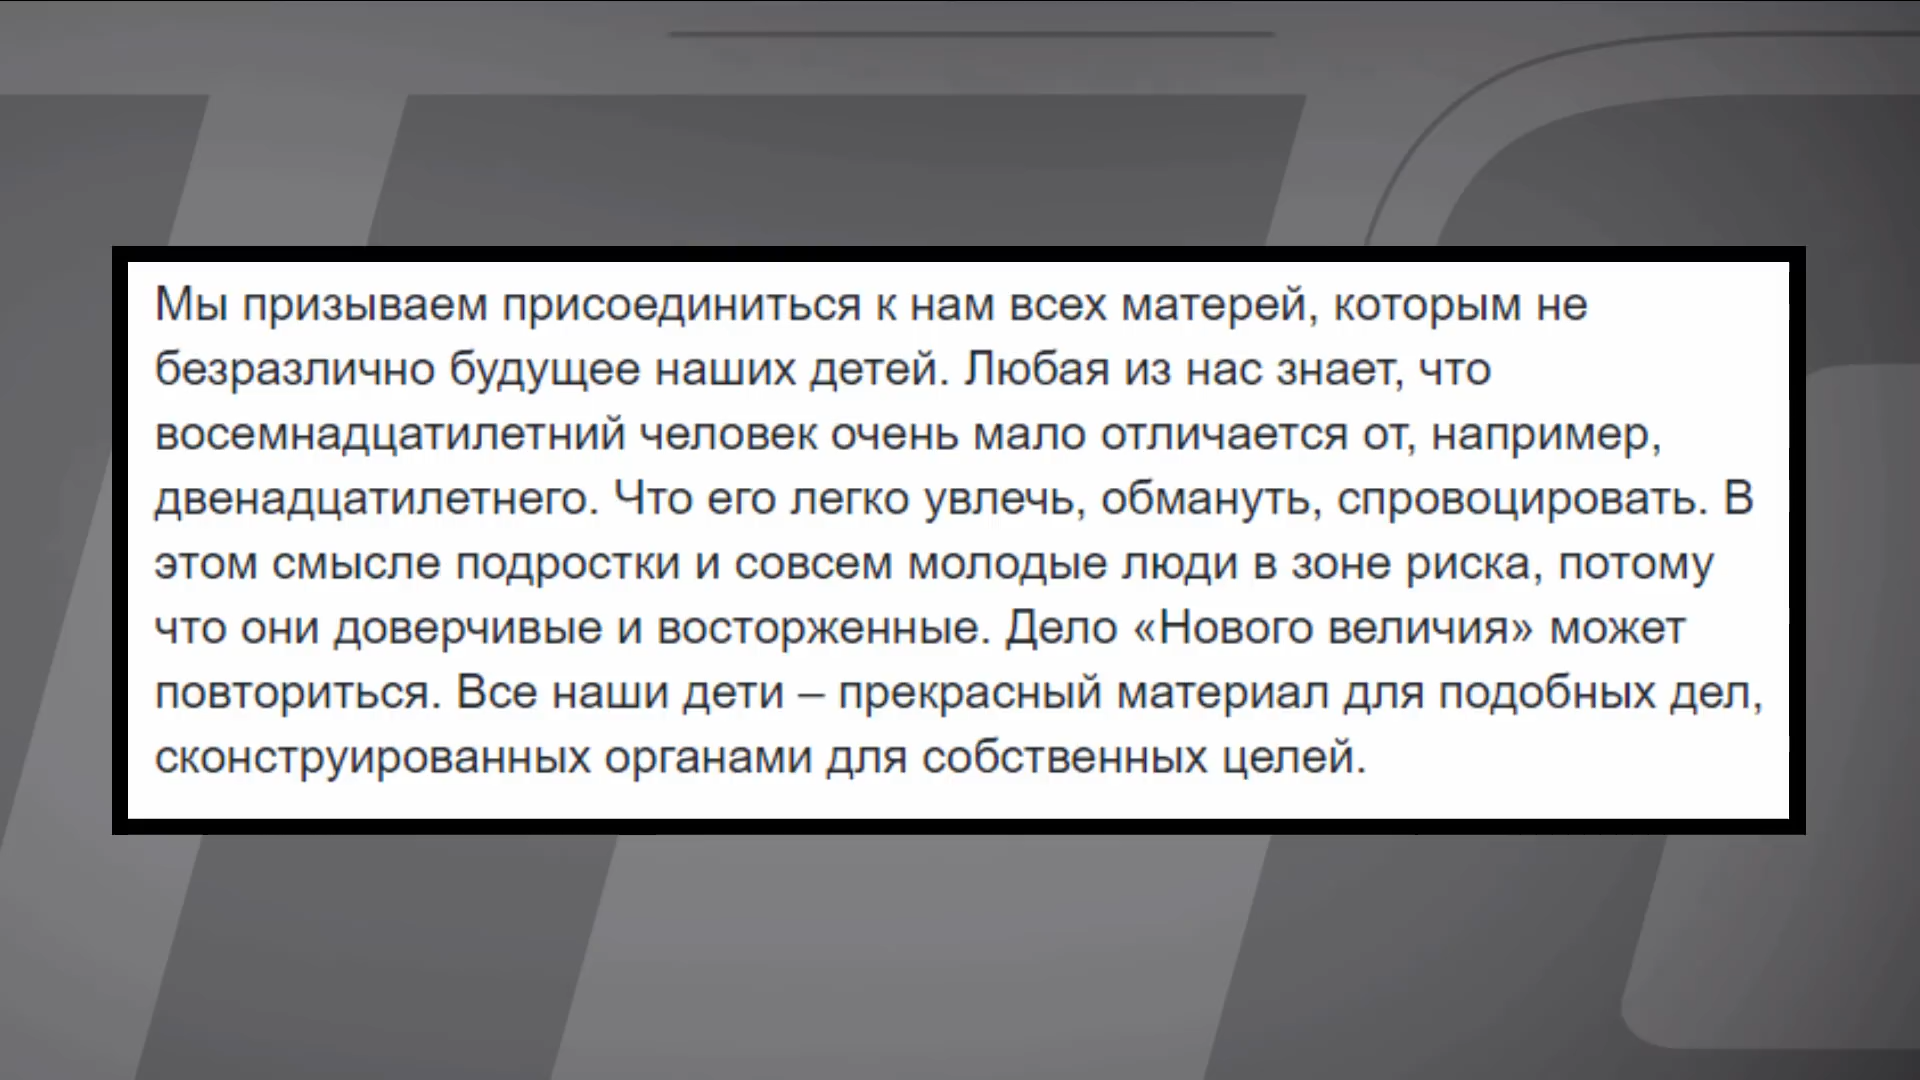 Мы призываем присоединиться к нам всех матерей, которым не
безразлично будущее наших детей. Любая из нас знает, что
восемнадцатилетний человек очень мало отличается от, например,
двенадцатилетнего. Что его легко увлечь, обмануть, спровоцировать. В
этом смысле подростки и совсем молодые люди в зоне риска, потому
что они доверчивые и восторженные. Дело «Нового величия» может
повториться. Все наши дети – прекрасный материал для подобных дел,
сконструированных органами для собственных целей.